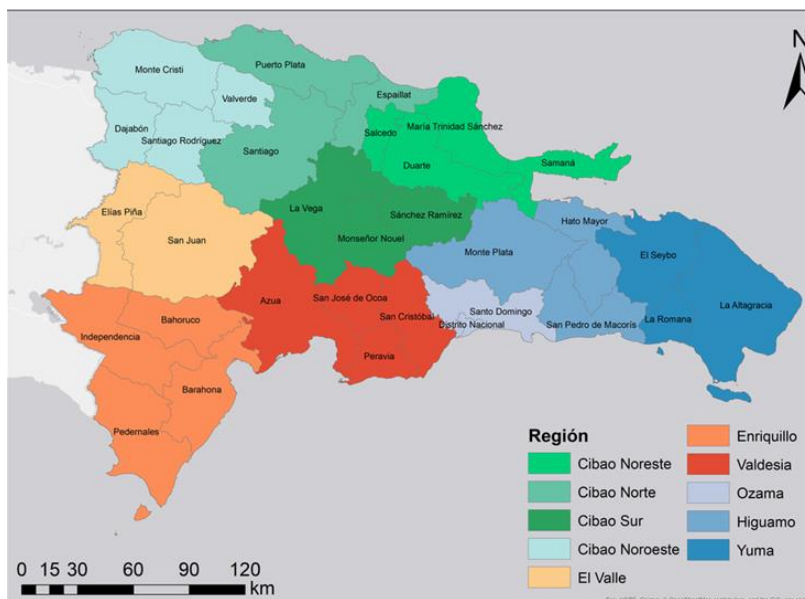 N
Monte Cristi
Puerto Plata
Valverde
Espaillat
Dajabón
Santiago Rodríguez
Santiago
Salcedo
María Trinidad Sánchez
Duarte
Samaná
Elías Piña
San Juan
La Vega
Sánchez Ramírez
Monseñor Nouel
Hato Mayor
Monte Plata
El Seybo
La Altagracia
Azua
San José de Ocoa
San Cristóbal
Santo Domingo
Distrito Nacional
San Pedro de Macorís
La Romana
Peravia
Bahoruco
Independencia
Barahona
Pedernales
Región
Cibao Noreste
Cibao Norte
Cibao Sur
Cibao Noroeste
El Valle
Enriquillo
Valdesia
Ozama
Higuamo
Yuma
0 15 30 60 90 120
km